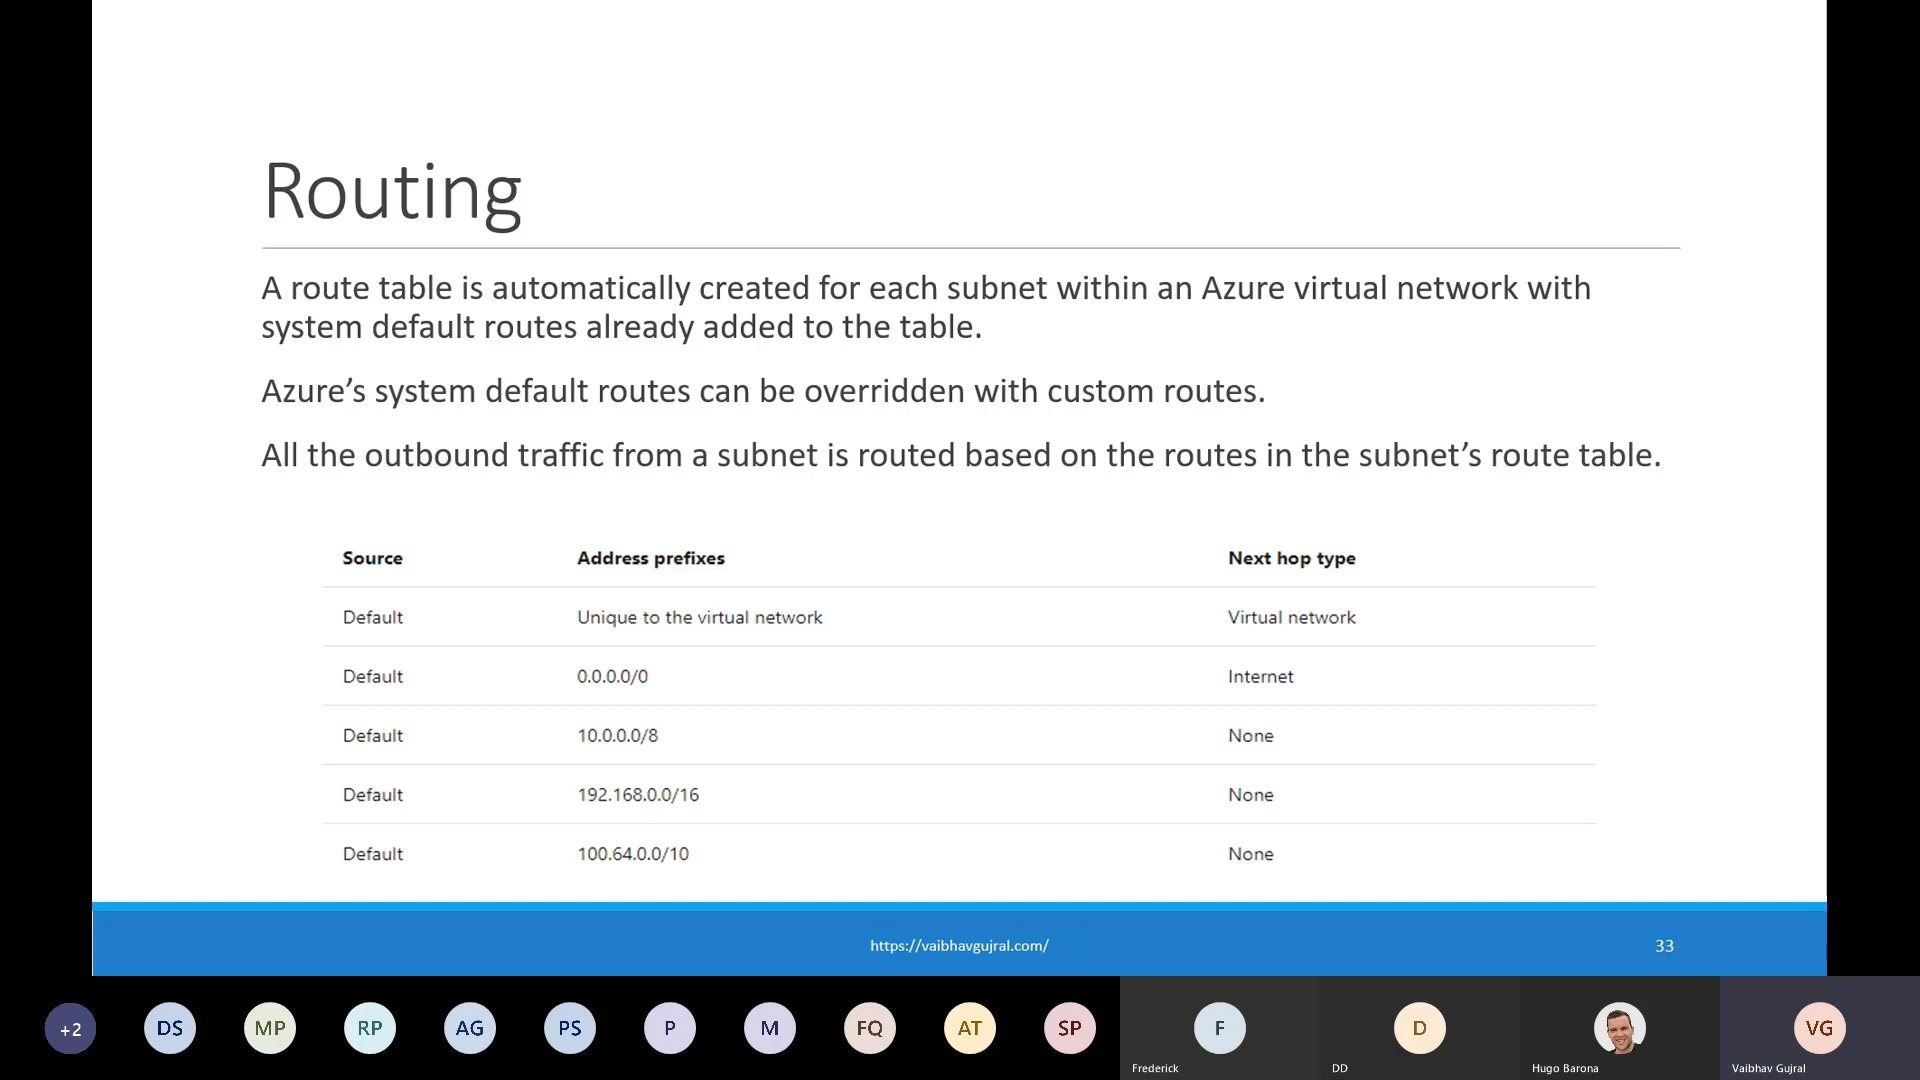 Routing
A route table is automatically created for each subnet within an Azure virtual network with
system default routes already added to the table.
Azure’s system default routes can be overridden with custom routes.
All the outbound traffic from a subnet is routed based on the routes in the subnet’s route table.
Source Address prefixes Next hop type
Default Unique to the virtual network Virtual network
Default 0.0.0.0/0 Internet
Default 10.0.0.0/8 None
Default 192.168.0.0/16 None
Default 100.64.0.0/10 None
https://vaibhavgujral.com/ 33
+2 DS MP RP AG PS P M FQ AT SP F D VG
Frederick DD Hugo Barona Vaibhav Gujral